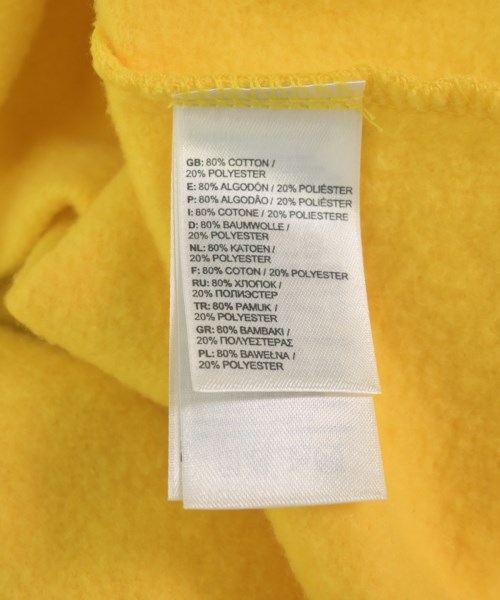 GB: 80% COTTON /
20% POLYESTER
E: 80% ALGODÓN / 20% POLIÉSTER
P: 80% ALGODÃO / 20% POLIÉSTER
I: 80% COTONE / 20% POLIESTERE
D: 80% BAUMWOLLE /
20% POLYESTER
NL: 80% KATOEN /
20% POLYESTER
F: 80% COTON / 20% POLYESTER
RU: 80% ХЛОПОК /
20% ПОЛИЭСТЕР
TR: 80% PAMUK /
20% POLYESTER
GR: 80% ΒΑΜΒΑΚΙ /
20% ΠΟΛΥΕΣΤΕΡΑΣ
PL: 80% BAWEŁNA /
20% POLYESTER